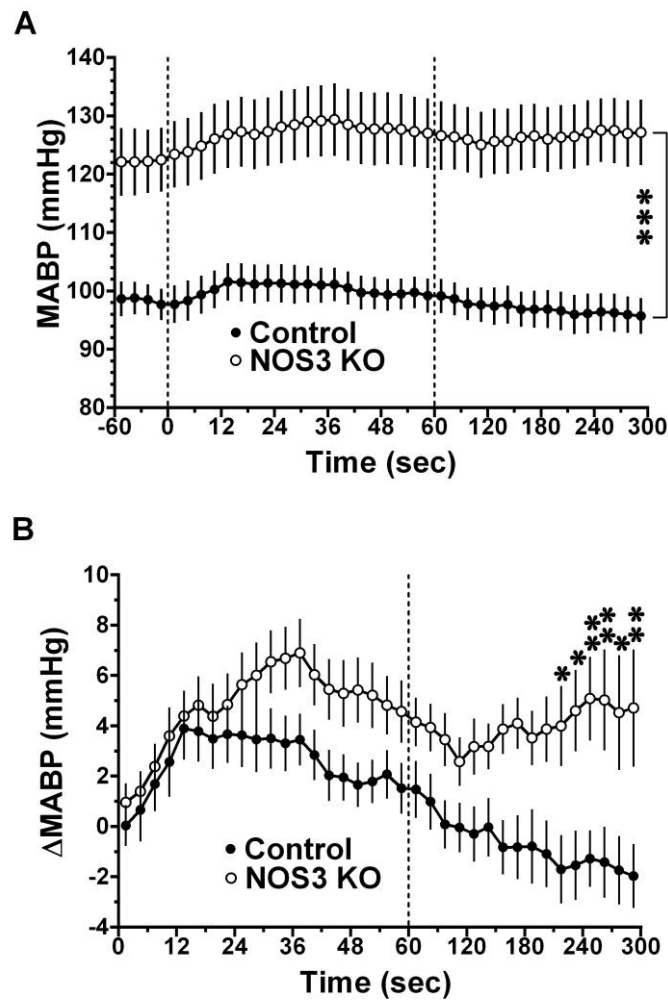 A
MABP (mmHg)
140
130
120
110
100
90
80
***
Control
NOS3 KO
-60 0 12 24 36 48 60 120 180 240 300
Time (sec)
B
ΔMABP (mmHg)
10
8
6
4
2
0
-2
-4
* * ** ** * **
Control
NOS3 KO
0 12 24 36 48 60 120 180 240 300
Time (sec)